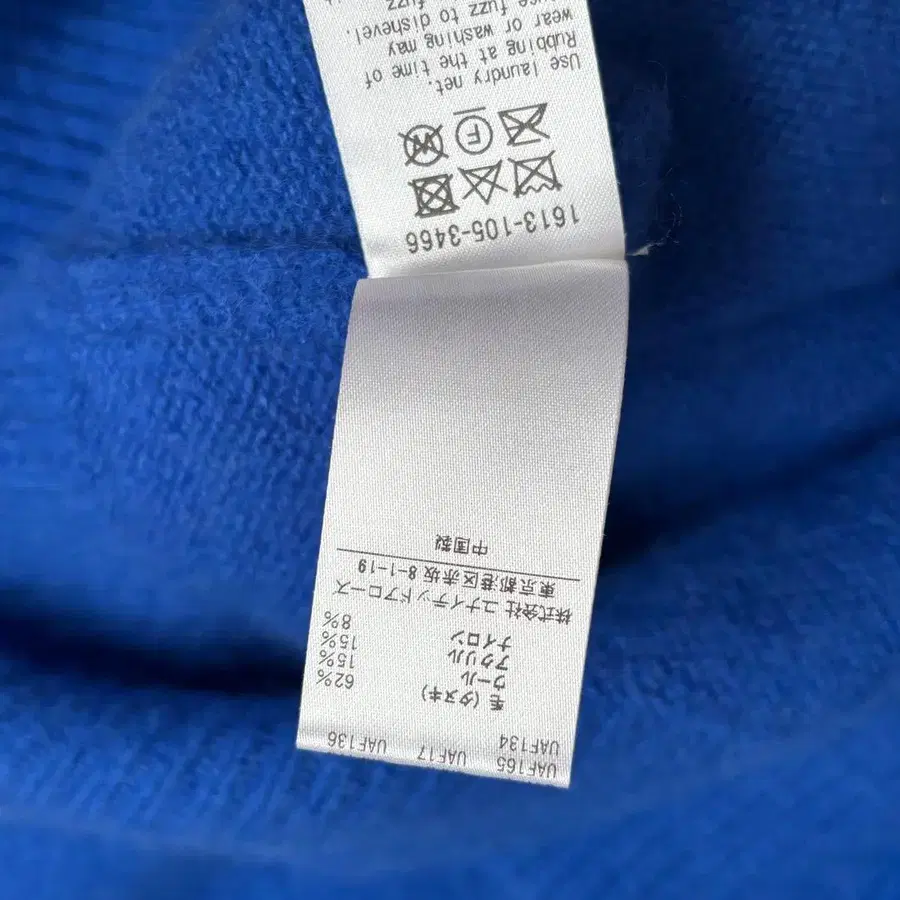 UAF165 UAF17 UAF136
UAF134
毛 (タヌキ) 62%
ウール 15%
アクリル 15%
ナイロン 8%
株式会社 ユナイテッドアローズ
東京都港区赤坂 8-1-19
中国製
1613-105-3466
F W
Use laundry net.
Rubbing at the time of
wear or washing may
fuzz to dishevel.
fuzz